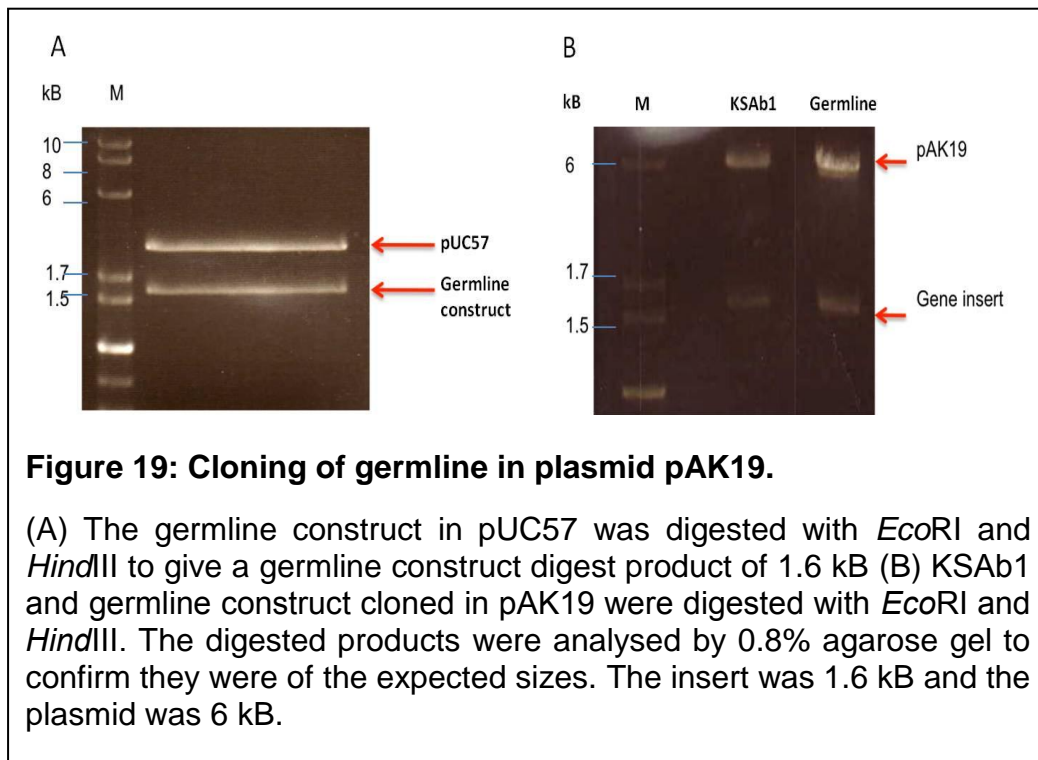 A
kB M
10
8
6
1.7
1.5
pUC57
Germline
construct
B
kB M KSAb1 Germline
6
1.7
1.5
pAK19
Gene insert
Figure 19: Cloning of germline in plasmid pAK19.
(A) The germline construct in pUC57 was digested with EcoRI and
HindIII to give a germline construct digest product of 1.6 kB (B) KSAb1
and germline construct cloned in pAK19 were digested with EcoRI and
HindIII. The digested products were analysed by 0.8% agarose gel to
confirm they were of the expected sizes. The insert was 1.6 kB and the
plasmid was 6 kB.